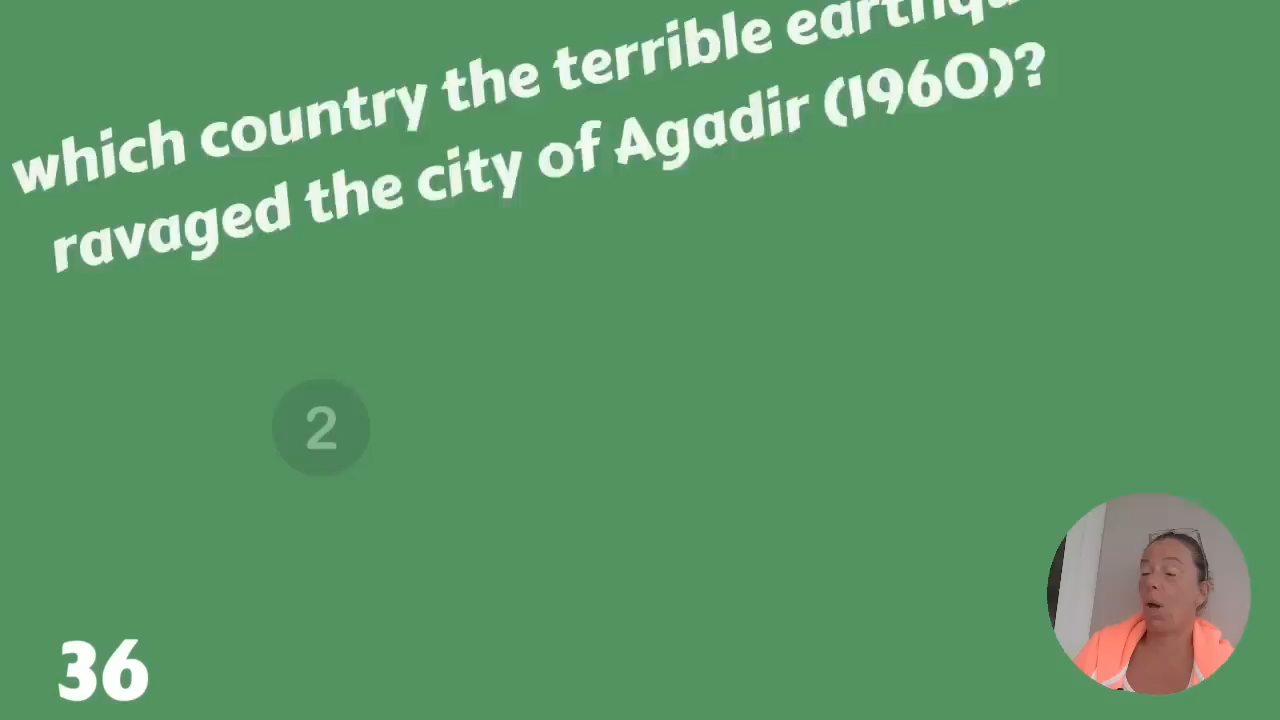 which country the terrible earthqu
ravaged the city of Agadir (1960)?
2
36